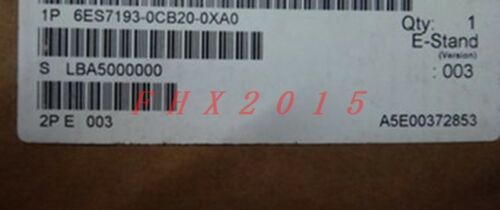 1P 6ES7193-0CB20-0XA0
Qty: 1
E-Stand
(Version)
S LBA5000000
: 003
FHX2015
2P E 003
A5E00372853